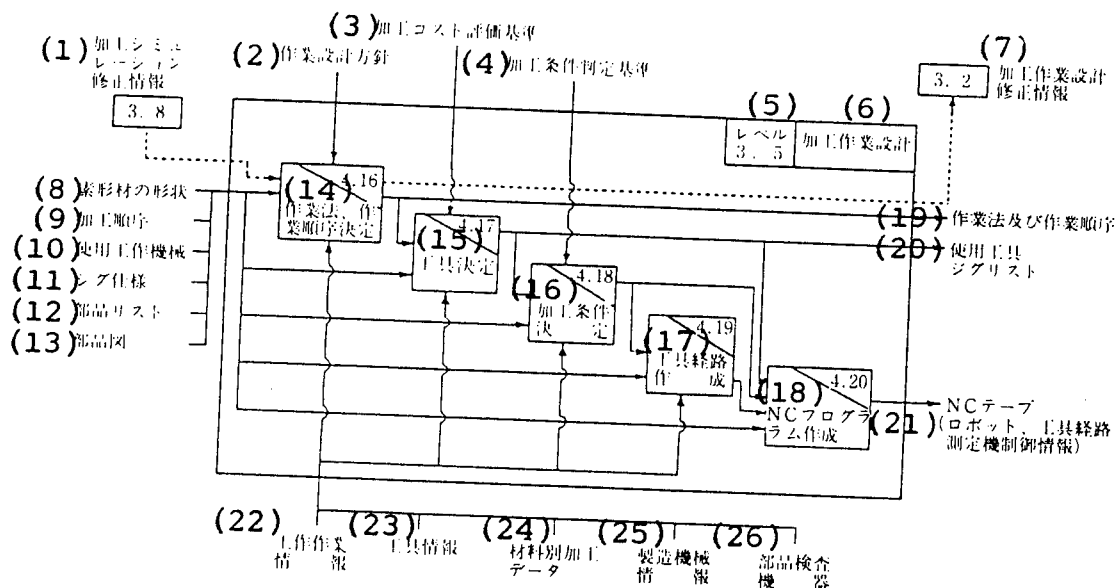 (1) 加工シミュ
レーション
修正情報
3. 8
(2) 作業設計方針
(3) 加工コスト評価基準
(4) 加工条件判定基準
(5)
レベル
3. 5
(6)
加工作業設計
(7)
3. 2
加工作業設計
修正情報
(8) 素形材の形状
(9) 加工順序
(10) 使用工作機械
(11) ジグ仕様
(12) 部品リスト
(13) 部品図
(14) 4.16
作業法、作
業順序決定
(15) 4.17
工具決定
(16) 4.18
加工条件
決定
(17) 4.19
工具経路
作成
(18) 4.20
NCプログ
ラム作成
(19) 作業法及び作業順序
(20) 使用工具
ジグリスト
(21) NCテープ
(ロボット、工具経路
測定機制御情報)
(22) 工作作業
情報
(23) 工具情報
(24) 材料別加工
データ
(25) 製造機械
情報
(26) 部品検査
機器